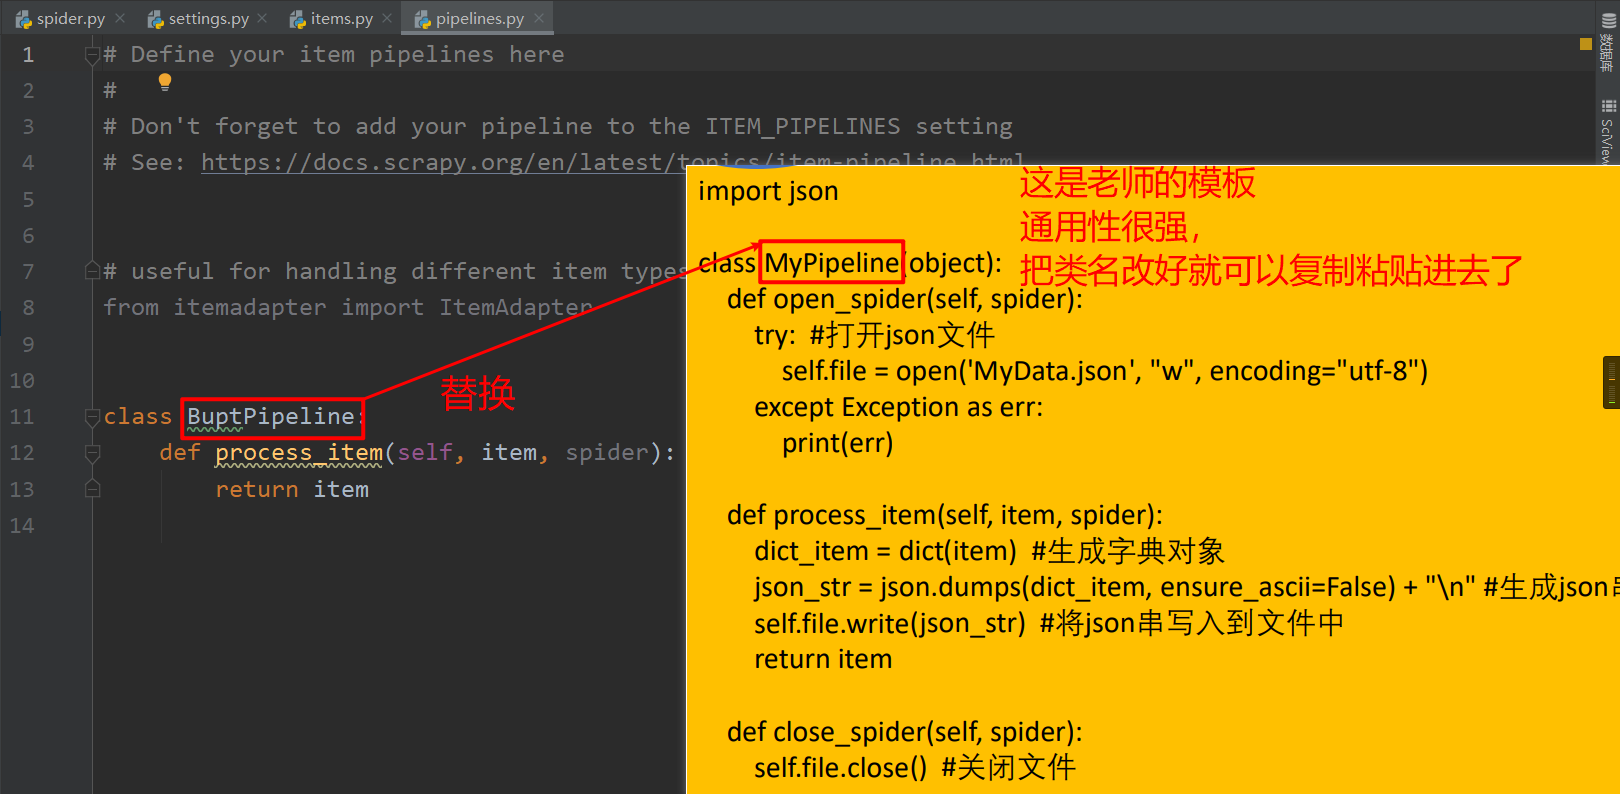 spider.py
settings.py
items.py
pipelines.py
1 # Define your item pipelines here
2 #
3 # Don't forget to add your pipeline to the ITEM_PIPELINES setting
4 # See: https://docs.scrapy.org/en/latest/topics/item-pipeline.html
5
6
7 # useful for handling different item types
8 from itemadapter import ItemAdapter
9
10
11 class BuptPipeline:
12 def process_item(self, item, spider):
13 return item
14
替换
import json
class MyPipeline(object):
def open_spider(self, spider):
try: #打开json文件
self.file = open('MyData.json', "w", encoding="utf-8")
except Exception as err:
print(err)
def process_item(self, item, spider):
dict_item = dict(item) #生成字典对象
json_str = json.dumps(dict_item, ensure_ascii=False) + "\n" #生成json串
self.file.write(json_str) #将json串写入到文件中
return item
def close_spider(self, spider):
self.file.close() #关闭文件
这是老师的模板
通用性很强，
把类名改好就可以复制粘贴进去了
数据库
SciView